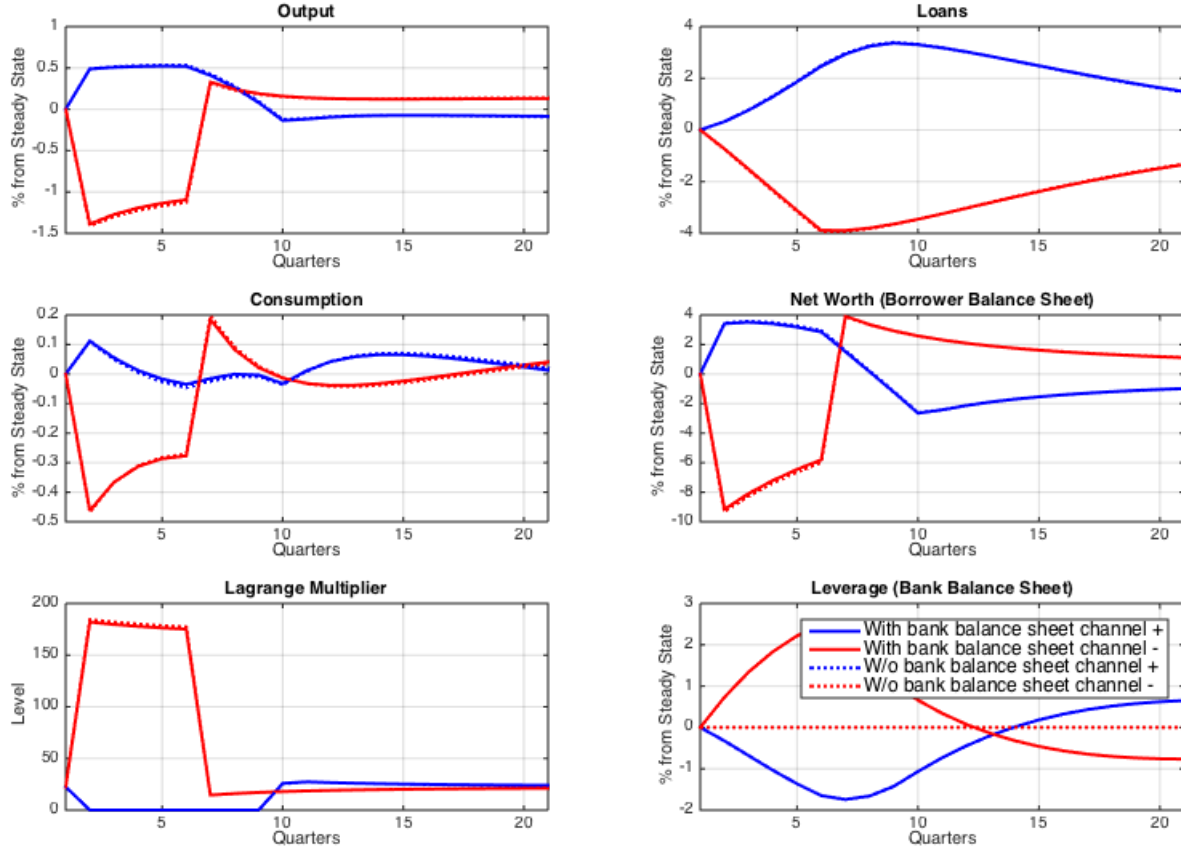 Output
% from Steady State
1
0.5
0
-0.5
-1
-1.5
5
10
15
20
Quarters
Loans
% from Steady State
4
2
0
-2
-4
5
10
15
20
Quarters
Consumption
% from Steady State
0.2
0.1
0
-0.1
-0.2
-0.3
-0.4
-0.5
5
10
15
20
Quarters
Net Worth (Borrower Balance Sheet)
% from Steady State
4
2
0
-2
-4
-6
-8
-10
5
10
15
20
Quarters
Lagrange Multiplier
Level
200
150
100
50
0
5
10
15
20
Quarters
Leverage (Bank Balance Sheet)
% from Steady State
3
2
1
0
-1
-2
With bank balance sheet channel +
With bank balance sheet channel -
W/o bank balance sheet channel +
W/o bank balance sheet channel -
5
10
15
20
Quarters